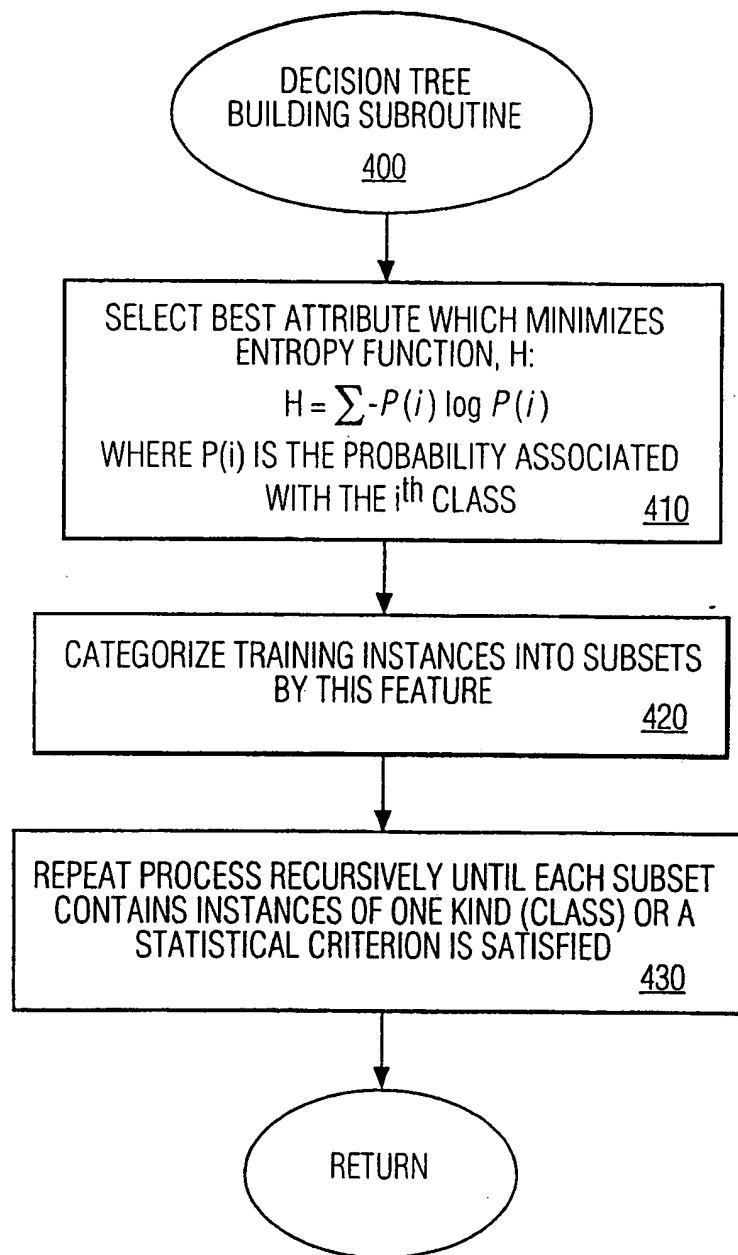 DECISION TREE
BUILDING SUBROUTINE
400
SELECT BEST ATTRIBUTE WHICH MINIMIZES
ENTROPY FUNCTION, H:
H = ∑ -P(i) log P(i)
WHERE P(i) IS THE PROBABILITY ASSOCIATED
WITH THE ith CLASS
410
CATEGORIZE TRAINING INSTANCES INTO SUBSETS
BY THIS FEATURE
420
REPEAT PROCESS RECURSIVELY UNTIL EACH SUBSET
CONTAINS INSTANCES OF ONE KIND (CLASS) OR A
STATISTICAL CRITERION IS SATISFIED
430
RETURN